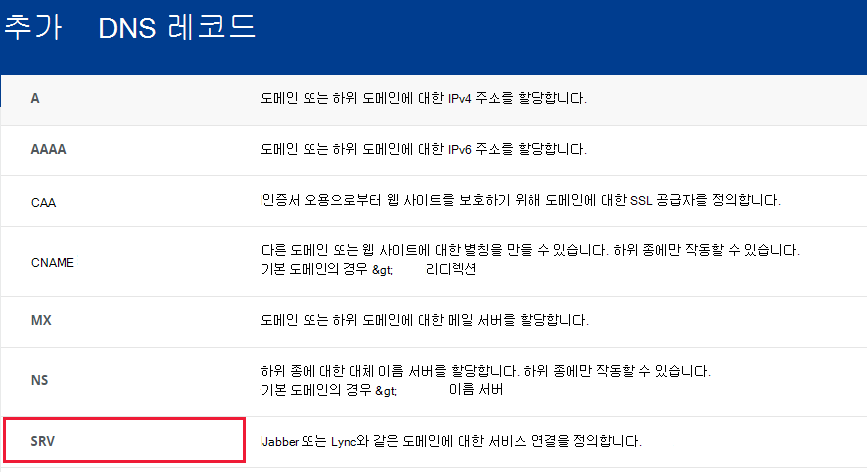 추가 DNS 레코드
A 도메인 또는 하위 도메인에 대한 IPv4 주소를 할당합니다.
AAAA 도메인 또는 하위 도메인에 대한 IPv6 주소를 할당합니다.
CAA 인증서 오용으로부터 웹 사이트를 보호하기 위해 도메인에 대한 SSL 공급자를 정의합니다.
CNAME 다른 도메인 또는 웹 사이트에 대한 별칭을 만들 수 있습니다. 하위 종에만 작동할 수 있습니다.
기본 도메인의 경우 &gt; 리디렉션
MX 도메인 또는 하위 도메인에 대한 메일 서버를 할당합니다.
NS 하위 종에 대한 대체 이름 서버를 할당합니다. 하위 종에만 작동할 수 있습니다.
기본 도메인의 경우 &gt; 이름 서버
SRV Jabber 또는 Lync와 같은 도메인에 대한 서비스 연결을 정의합니다.